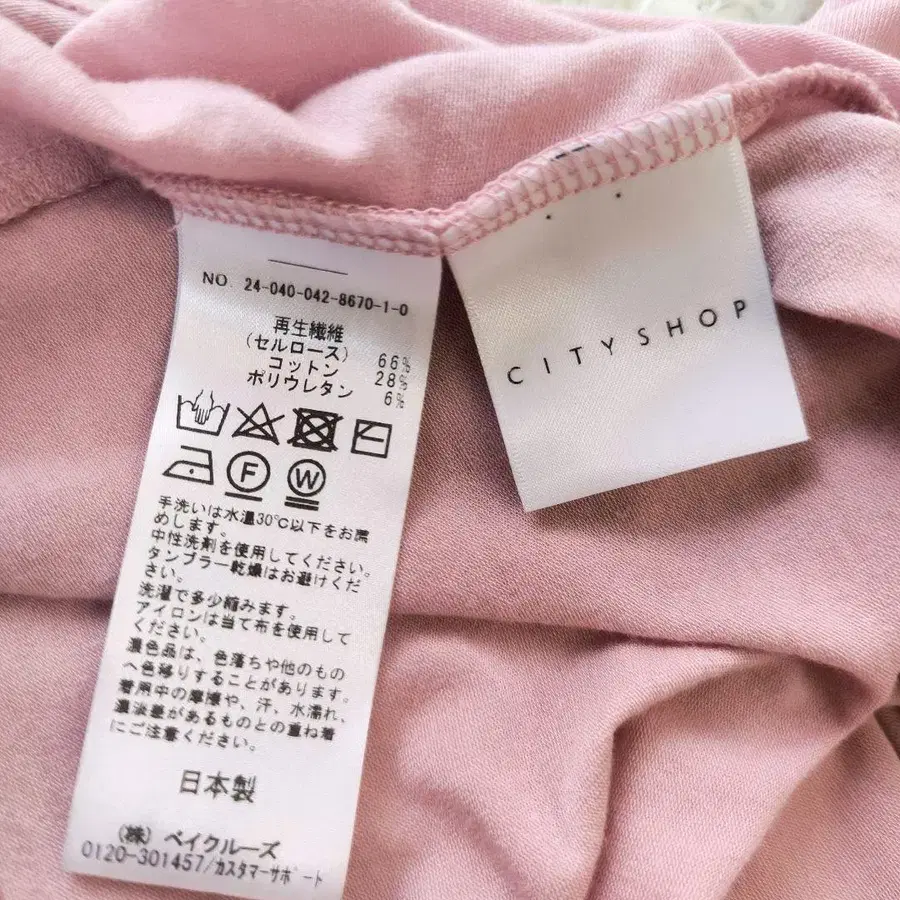 NO. 24-040-042-8670-1-0
再生繊維
(セルロース) 66%
コットン 28%
ポリウレタン 6%
F W
手洗いは水温30℃以下をお薦
めします。
中性洗剤を使用してください。
タンブラー乾燥はお避けくだ
さい。
洗濯で多少縮みます。
アイロンは当て布を使用して
ください。
濃色品は、色落ちや他のもの
へ色移りすることがあります。
着用中の摩擦や、汗、水濡れ、
濃淡差があるものとの重ね着
にご注意ください。
日本製
(株) ベイクルーズ
0120-301457/カスタマーサポート
CITYSHOP